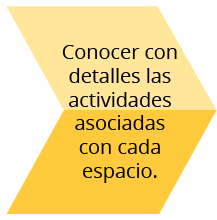 Conocer con
detalles las
actividades
asociadas
con cada
espacio.